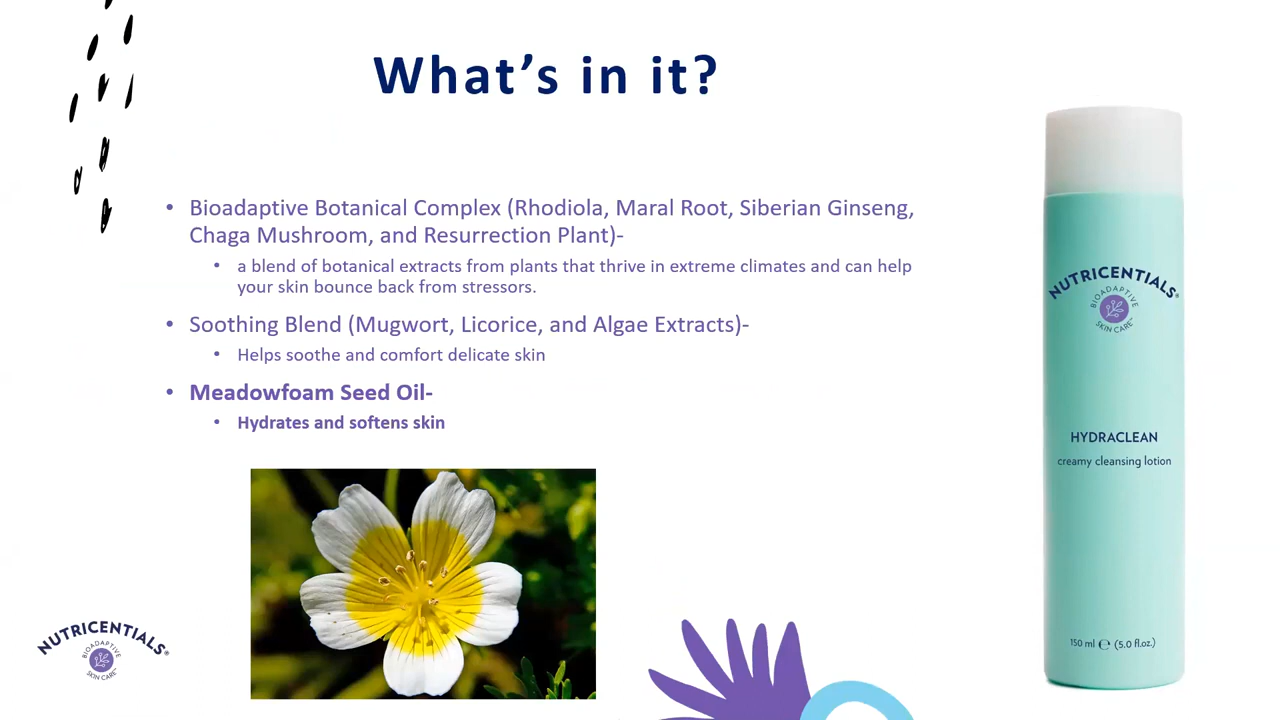 What's in it?
• Bioadaptive Botanical Complex (Rhodiola, Maral Root, Siberian Ginseng,
Chaga Mushroom, and Resurrection Plant)-
• a blend of botanical extracts from plants that thrive in extreme climates and can help
your skin bounce back from stressors.
• Soothing Blend (Mugwort, Licorice, and Algae Extracts)-
• Helps soothe and comfort delicate skin
• Meadowfoam Seed Oil-
• Hydrates and softens skin
NUTRICENTIALS®
BIOADAPTIVE
SKIN CARE™
HYDRACLEAN
creamy cleansing lotion
150 ml ℮ (5.0 fl.oz.)
NUTRICENTIALS®
BIOADAPTIVE
SKIN CARE™